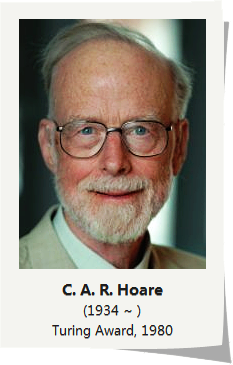 C. A. R. Hoare
(1934 ~ )
Turing Award, 1980